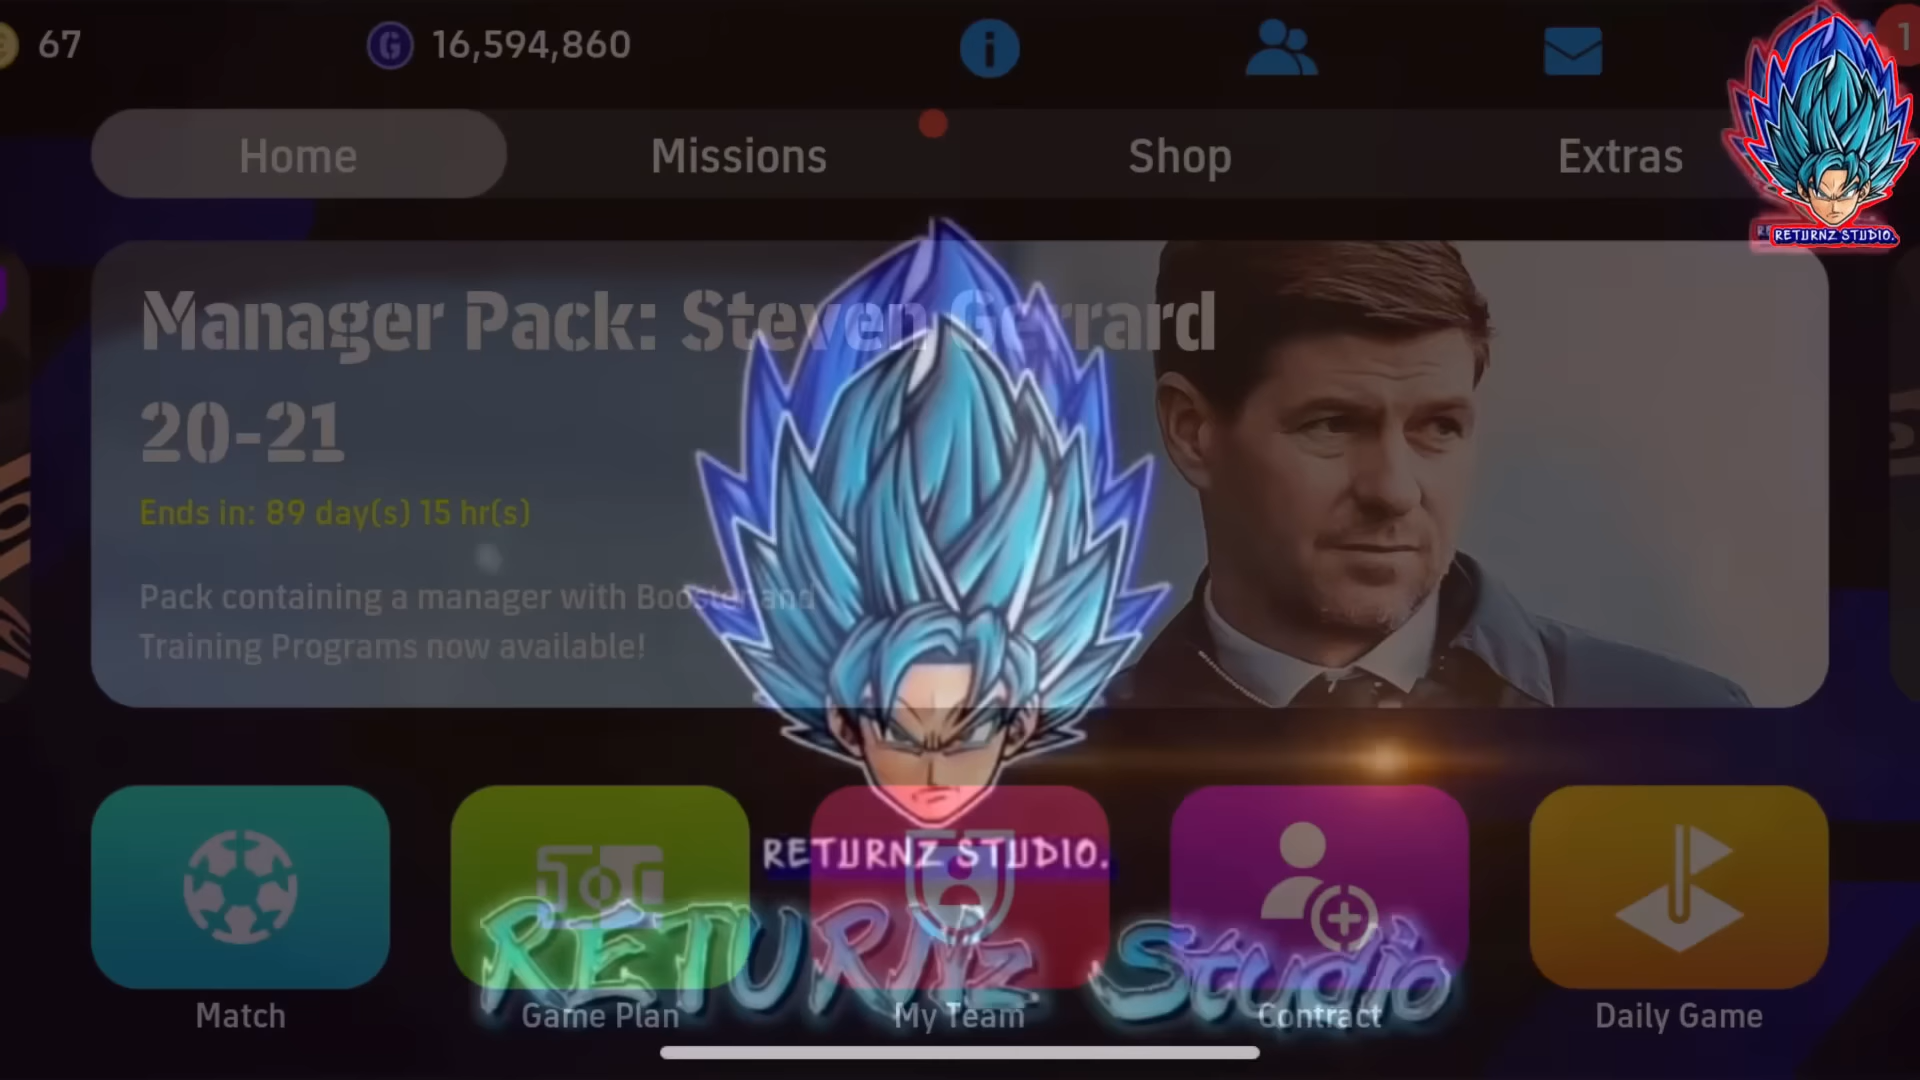 67
G 16,594,860
1
Home
Missions
Shop
Extras
RETURNZ STUDIO.
Manager Pack: Steven Gerrard
20-21
Ends in: 89 day(s) 15 hr(s)
Pack containing a manager with Booster and
Training Programs now available!
RETURNZ STUDIO.
RETURNz Studio
Match
Game Plan
My Team
Contract
Daily Game